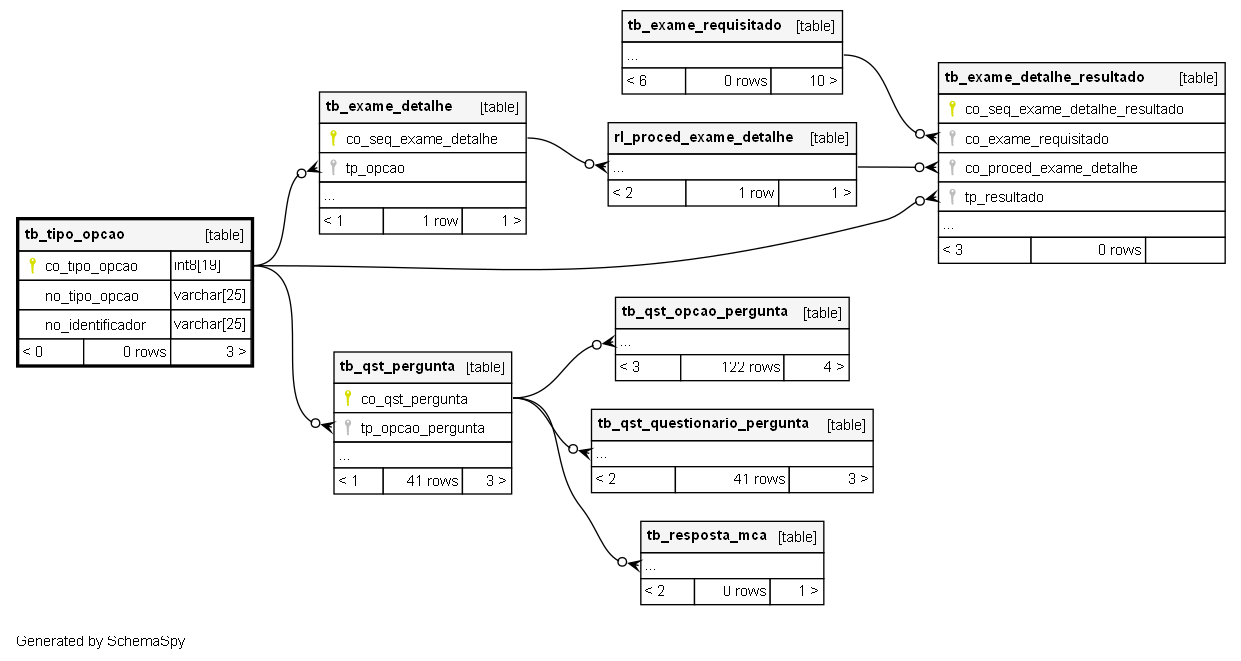 tb_tipo_opcao [table]
co_tipo_opcao int8[19]
no_tipo_opcao varchar[25]
no_identificador varchar[25]
< 0 0 rows 3 >
tb_exame_detalhe [table]
co_seq_exame_detalhe
tp_opcao
...
< 1 1 row 1 >
tb_qst_pergunta [table]
co_qst_pergunta
tp_opcao_pergunta
...
< 1 41 rows 3 >
tb_exame_requisitado [table]
...
< 6 0 rows 10 >
rl_proced_exame_detalhe [table]
...
< 2 1 row 1 >
tb_qst_opcao_pergunta [table]
...
< 3 122 rows 4 >
tb_qst_questionario_pergunta [table]
...
< 2 41 rows 3 >
tb_resposta_mca [table]
...
< 2 0 rows 1 >
tb_exame_detalhe_resultado [table]
co_seq_exame_detalhe_resultado
co_exame_requisitado
co_proced_exame_detalhe
tp_resultado
...
< 3 0 rows
Generated by SchemaSpy